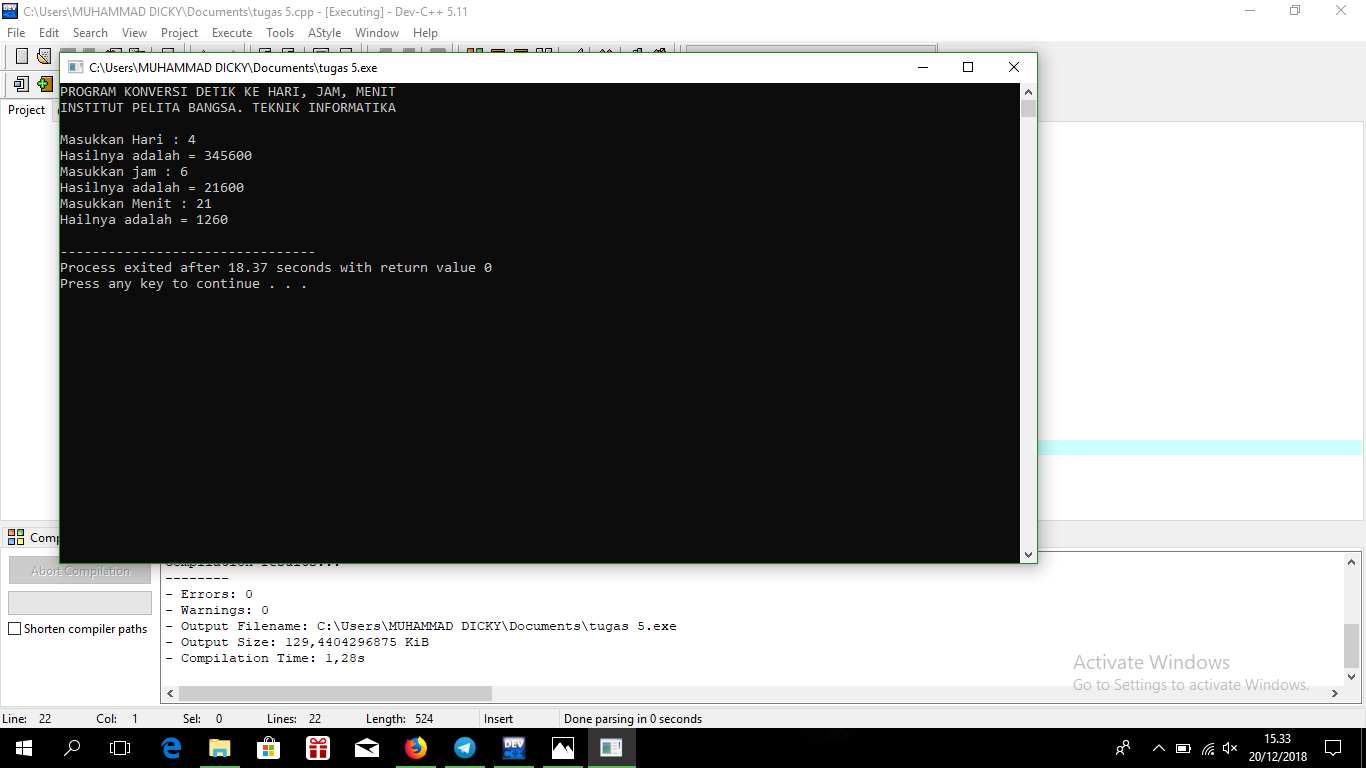 C:\Users\MUHAMMAD DICKY\Documents\tugas 5.cpp - [Executing] - Dev-C++ 5.11
File Edit Search View Project Execute Tools AStyle Window Help
C:\Users\MUHAMMAD DICKY\Documents\tugas 5.exe
Project
PROGRAM KONVERSI DETIK KE HARI, JAM, MENIT
INSTITUT PELITA BANGSA. TEKNIK INFORMATIKA
Masukkan Hari : 4
Hasilnya adalah = 345600
Masukkan jam : 6
Hasilnya adalah = 21600
Masukkan Menit : 21
Hailnya adalah = 1260
--------------------------------
Process exited after 18.37 seconds with return value 0
Press any key to continue . . .
Abort Compilation
Shorten compiler paths
Compilation results...
--------
- Errors: 0
- Warnings: 0
- Output Filename: C:\Users\MUHAMMAD DICKY\Documents\tugas 5.exe
- Output Size: 129,4404296875 KiB
- Compilation Time: 1,28s
Activate Windows
Go to Settings to activate Windows.
Line: 22 Col: 1 Sel: 0 Lines: 22 Length: 524 Insert Done parsing in 0 seconds
DEV
15.33
20/12/2018